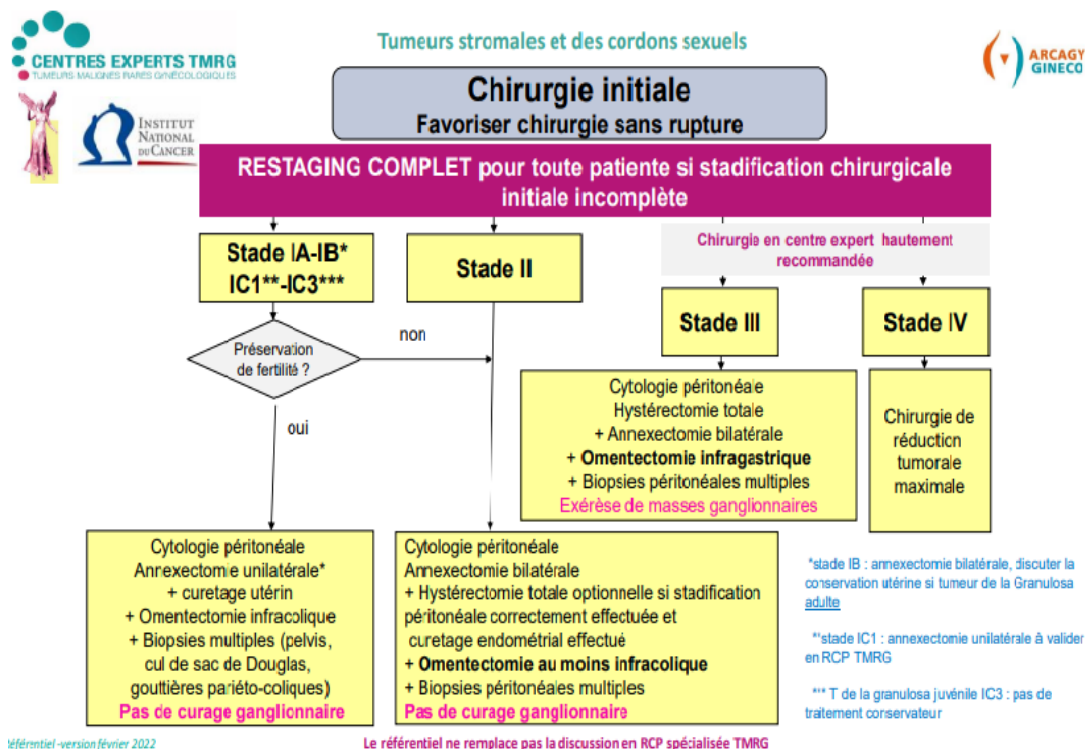 CENTRES EXPERTS TMRG
TUMEURS MALIGNES RARES GYNÉCOLOGIQUES
INSTITUT
NATIONAL
DU CANCER
Tumeurs stromales et des cordons sexuels
ARCAGY
GINECO
Chirurgie initiale
Favoriser chirurgie sans rupture
RESTAGING COMPLET pour toute patiente si stadification chirurgicale
initiale incomplète
Stade IA-IB*
IC1**-IC3***
Stade II
Chirurgie en centre expert hautement
recommandée
Stade III
Stade IV
Préservation
de fertilité ?
non
oui
Cytologie péritonéale
Hystérectomie totale
+ Annexectomie bilatérale
+ Omentectomie infragastrique
+ Biopsies péritonéales multiples
Exérèse de masses ganglionnaires
Chirurgie de
réduction
tumorale
maximale
Cytologie péritonéale
Annexectomie unilatérale*
+ curetage utérin
+ Omentectomie infracolique
+ Biopsies multiples (pelvis,
cul de sac de Douglas,
gouttières pariéto-coliques)
Pas de curage ganglionnaire
Cytologie péritonéale
Annexectomie bilatérale
+ Hystérectomie totale optionnelle si stadification
péritonéale correctement effectuée et
curetage endométrial effectué
+ Omentectomie au moins infracolique
+ Biopsies péritonéales multiples
Pas de curage ganglionnaire
*stade IB : annexectomie bilatérale, discuter la
conservation utérine si tumeur de la Granulosa
adulte
**stade IC1 : annexectomie unilatérale à valider
en RCP TMRG
*** T de la granulosa juvénile IC3 : pas de
traitement conservateur
éférentiel -version février 2022
Le référentiel ne remplace pas la discussion en RCP spécialisée TMRG